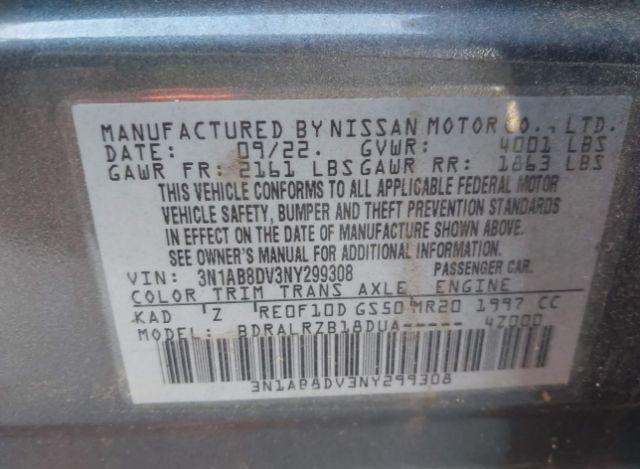 MANUFACTURED BY NISSAN MOTOR CO., LTD.
DATE: 09/22. GVWR: 4001 LBS
GAWR FR: 2161 LBS GAWR RR: 1863 LBS
THIS VEHICLE CONFORMS TO ALL APPLICABLE FEDERAL MOTOR
VEHICLE SAFETY, BUMPER AND THEFT PREVENTION STANDARDS
IN EFFECT ON THE DATE OF MANUFACTURE SHOWN ABOVE.
SEE OWNER'S MANUAL FOR ADDITIONAL INFORMATION.
VIN: 3N1AB8DV3NY299308 PASSENGER CAR.
COLOR TRIM TRANS AXLE ENGINE
KAD Z RE0F10D GS50 MR20 1997 CC
MODEL: BDRALRZB18DUA----- 4Z000
3N1AB8DV3NY299308